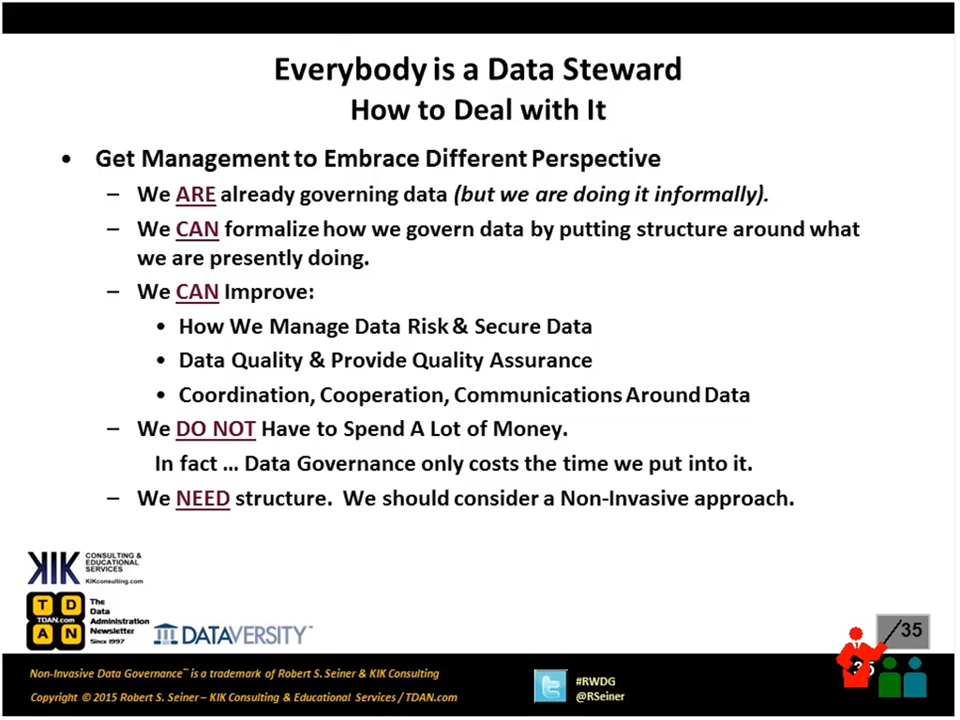 Everybody is a Data Steward
How to Deal with It
• Get Management to Embrace Different Perspective
– We ARE already governing data (but we are doing it informally).
– We CAN formalize how we govern data by putting structure around what
we are presently doing.
– We CAN Improve:
• How We Manage Data Risk & Secure Data
• Data Quality & Provide Quality Assurance
• Coordination, Cooperation, Communications Around Data
– We DO NOT Have to Spend A Lot of Money.
In fact ... Data Governance only costs the time we put into it.
– We NEED structure. We should consider a Non-Invasive approach.
KIK
CONSULTING &
EDUCATIONAL
SERVICES
KIKconsulting.com
T D
TDAN.com
A N
The
Data
Administration
Newsletter
Since 1997
DATAVERSITY™
/35
35
Non-Invasive Data Governance™ is a trademark of Robert S. Seiner & KIK Consulting
Copyright © 2015 Robert S. Seiner – KIK Consulting & Educational Services / TDAN.com
#RWDG
@RSeiner